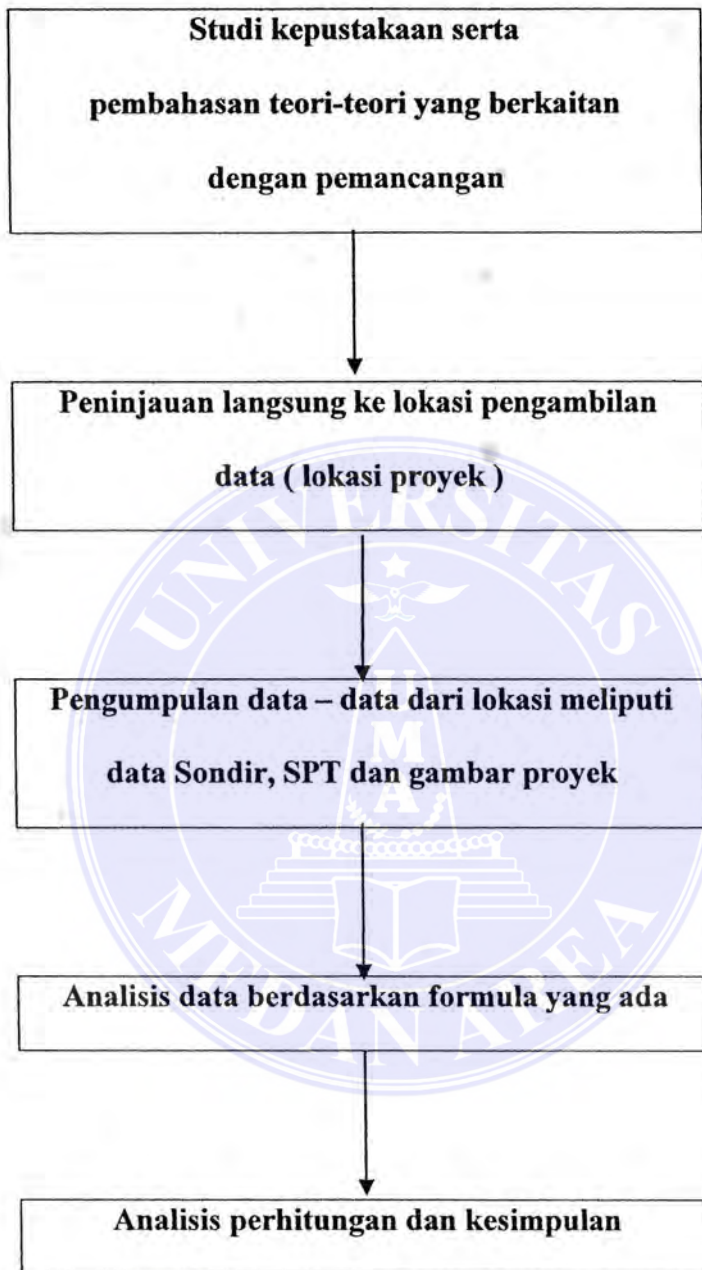 Studi kepustakaan serta
pembahasan teori-teori yang berkaitan
dengan pemancangan
Peninjauan langsung ke lokasi pengambilan
data ( lokasi proyek )
UNIVERSITAS
UMA
Pengumpulan data – data dari lokasi meliputi
data Sondir, SPT dan gambar proyek
MEDAN AREA
Analisis data berdasarkan formula yang ada
Analisis perhitungan dan kesimpulan